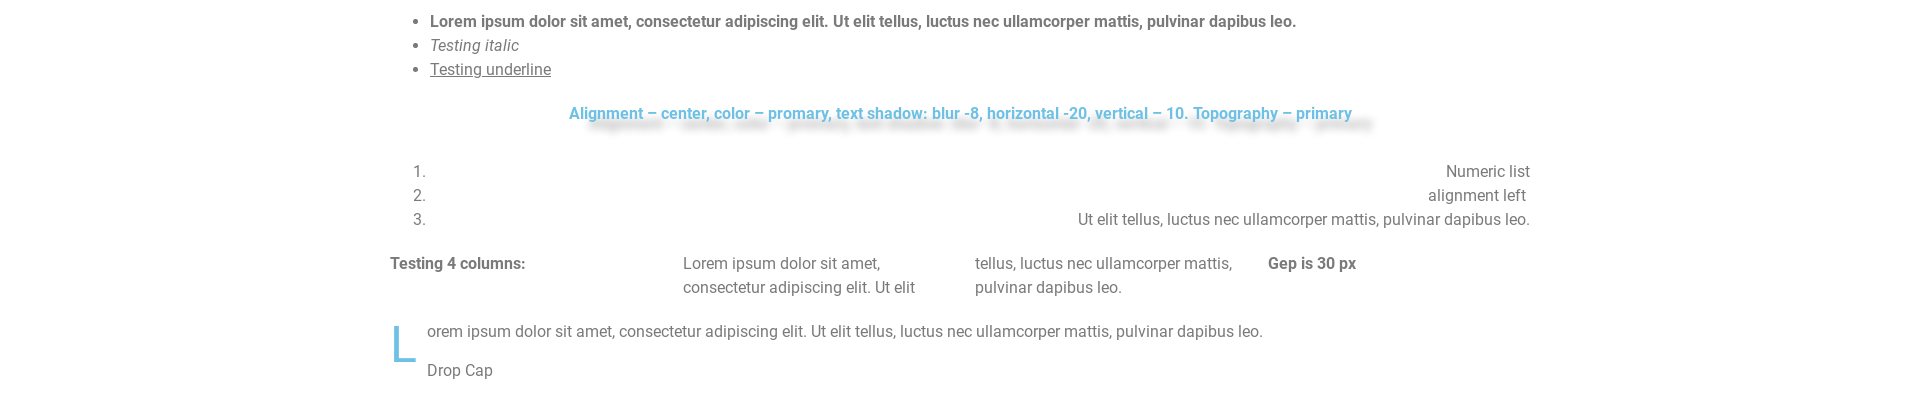 Lorem ipsum dolor sit amet, consectetur adipiscing elit. Ut elit tellus, luctus nec ullamcorper mattis, pulvinar dapibus leo.
Testing italic
Testing underline
Alignment – center, color – promary, text shadow: blur -8, horizontal -20, vertical – 10. Topography – primary
1. Numeric list
2. alignment left
3. Ut elit tellus, luctus nec ullamcorper mattis, pulvinar dapibus leo.
Testing 4 columns:
Lorem ipsum dolor sit amet,
consectetur adipiscing elit. Ut elit
tellus, luctus nec ullamcorper mattis,
pulvinar dapibus leo.
Gep is 30 px
Lorem ipsum dolor sit amet, consectetur adipiscing elit. Ut elit tellus, luctus nec ullamcorper mattis, pulvinar dapibus leo.
Drop Cap